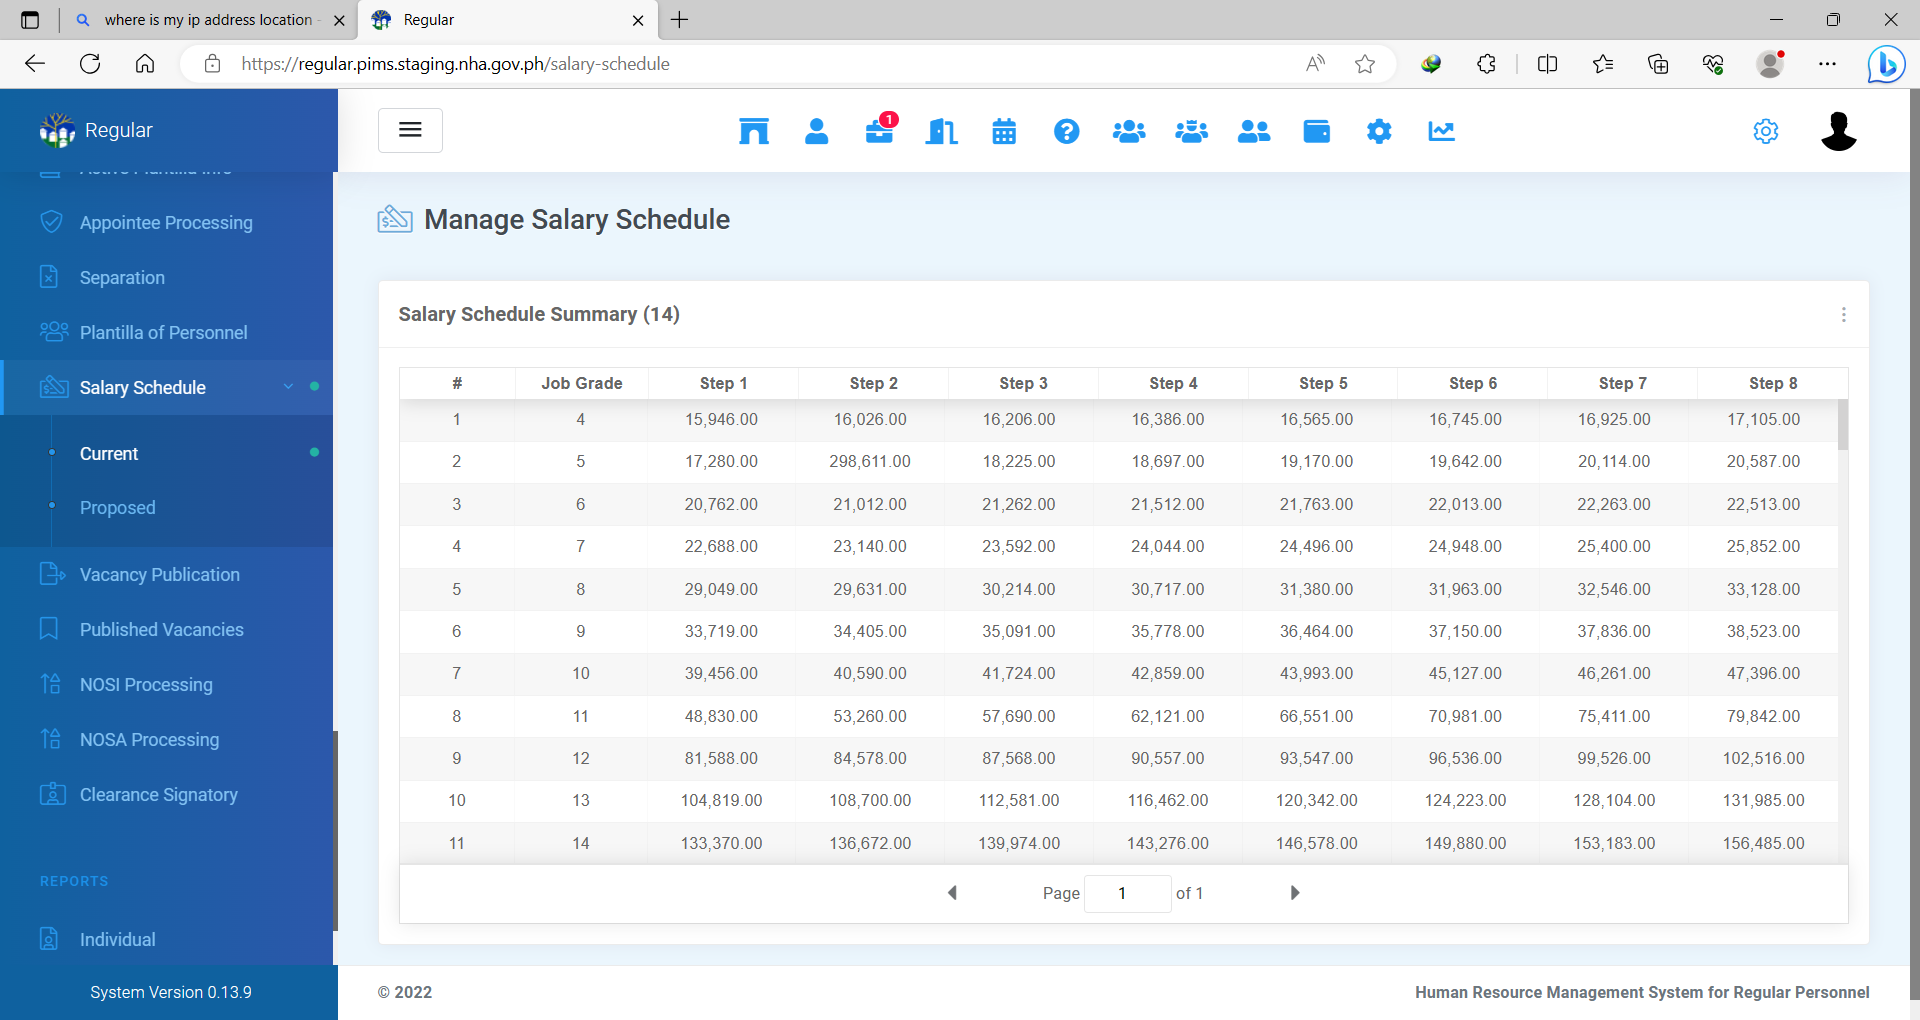 where is my ip address location
Regular
https://regular.pims.staging.nha.gov.ph/salary-schedule
Regular
1
Active Plantilla Info
Appointee Processing
Separation
Plantilla of Personnel
Salary Schedule
Current
Proposed
Vacancy Publication
Published Vacancies
NOSI Processing
NOSA Processing
Clearance Signatory
REPORTS
Individual
System Version 0.13.9
Manage Salary Schedule
Salary Schedule Summary (14)
# Job Grade Step 1 Step 2 Step 3 Step 4 Step 5 Step 6 Step 7 Step 8
1 4 15,946.00 16,026.00 16,206.00 16,386.00 16,565.00 16,745.00 16,925.00 17,105.00
2 5 17,280.00 298,611.00 18,225.00 18,697.00 19,170.00 19,642.00 20,114.00 20,587.00
3 6 20,762.00 21,012.00 21,262.00 21,512.00 21,763.00 22,013.00 22,263.00 22,513.00
4 7 22,688.00 23,140.00 23,592.00 24,044.00 24,496.00 24,948.00 25,400.00 25,852.00
5 8 29,049.00 29,631.00 30,214.00 30,717.00 31,380.00 31,963.00 32,546.00 33,128.00
6 9 33,719.00 34,405.00 35,091.00 35,778.00 36,464.00 37,150.00 37,836.00 38,523.00
7 10 39,456.00 40,590.00 41,724.00 42,859.00 43,993.00 45,127.00 46,261.00 47,396.00
8 11 48,830.00 53,260.00 57,690.00 62,121.00 66,551.00 70,981.00 75,411.00 79,842.00
9 12 81,588.00 84,578.00 87,568.00 90,557.00 93,547.00 96,536.00 99,526.00 102,516.00
10 13 104,819.00 108,700.00 112,581.00 116,462.00 120,342.00 124,223.00 128,104.00 131,985.00
11 14 133,370.00 136,672.00 139,974.00 143,276.00 146,578.00 149,880.00 153,183.00 156,485.00
Page 1 of 1
© 2022
Human Resource Management System for Regular Personnel